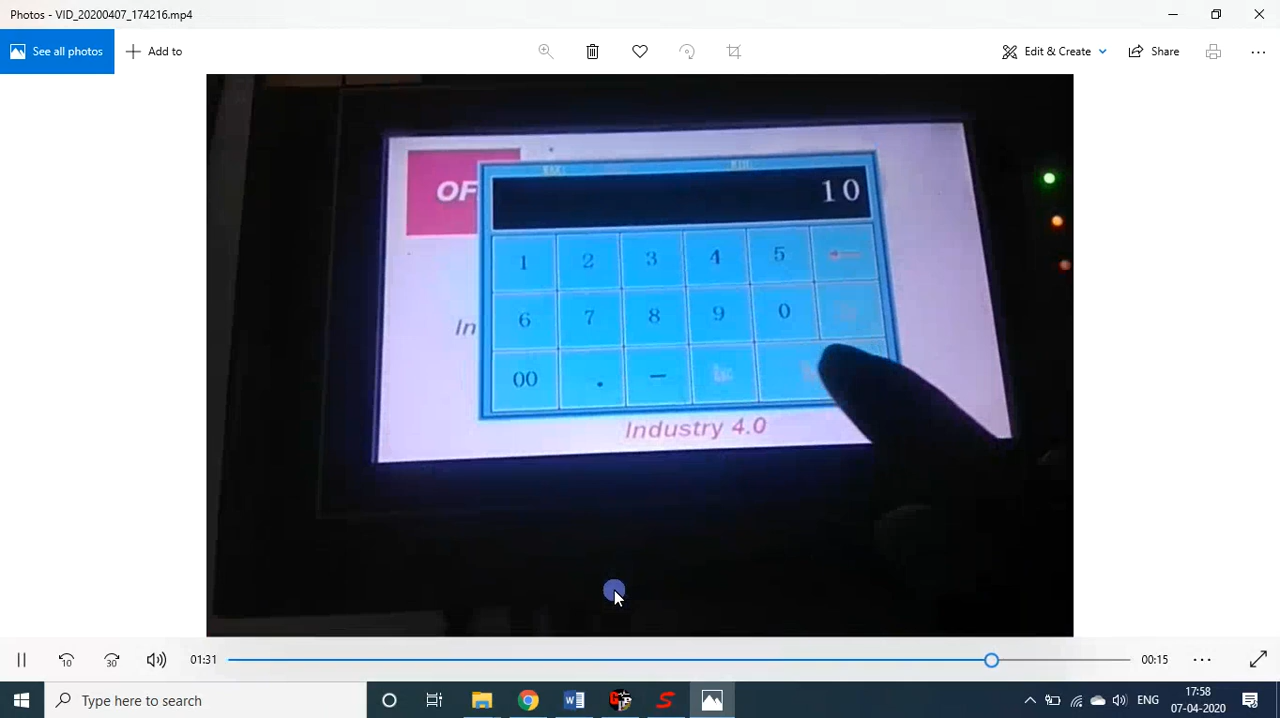 Photos - VID_20200407_174216.mp4
See all photos
Add to
Edit & Create
Share
OF
10
1 2 3 4 5
6 7 8 9 0
00 . -
In
Industry 4.0
10
30
01:31
00:15
Type here to search
ENG
17:58
07-04-2020